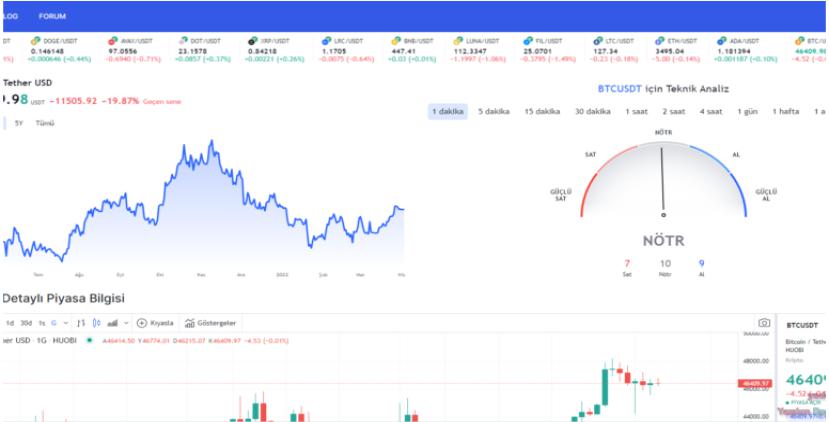 LOG FORUM
DT DOGE/USDT AVAX/USDT DOT/USDT XRP/USDT LRC/USDT BNB/USDT LUNA/USDT FIL/USDT LTC/USDT ETH/USDT ADA/USDT BTC/U
0.146148 97.0556 23.1578 0.84218 1.1705 447.41 112.3347 25.0701 127.34 3495.04 1.181394 46409.9
+0.000646 (+0.44%) -0.6940 (-0.71%) +0.0857 (+0.37%) +0.00221 (+0.26%) -0.0075 (-0.64%) +0.03 (+0.01%) -1.1997 (-1.06%) -0.3795 (-1.49%) -0.23 (-0.18%) -5.00 (-0.14%) +0.001187 (+0.10%) -4.52 (-0.
Tether USD
9.98 USDT -11505.92 -19.87% Geçen sene
5Y Tümü
Tem Ağu Eyl Eki Kas Ara 2022 Şub Mar
BTCUSDT için Teknik Analiz
1 dakika 5 dakika 15 dakika 30 dakika 1 saat 2 saat 4 saat 1 gün 1 hafta 1 a
NÖTR
SAT AL
GÜÇLÜ SAT
GÜÇLÜ AL
NÖTR
7 10 9
Sat Nötr Al
Detaylı Piyasa Bilgisi
1d 30d 1s G Kıyasla Göstergeler
er USD · 1G · HUOBI A46414.50 Y46774.01 D46215.07 K46409.97 -4.53 (-0.01%)
50000.00
48000.00
46409.97
46000.00
44000.00
BTCUSDT
Bitcoin / Teth
HUOBI
Kripto
4640
PİYASA AÇIK